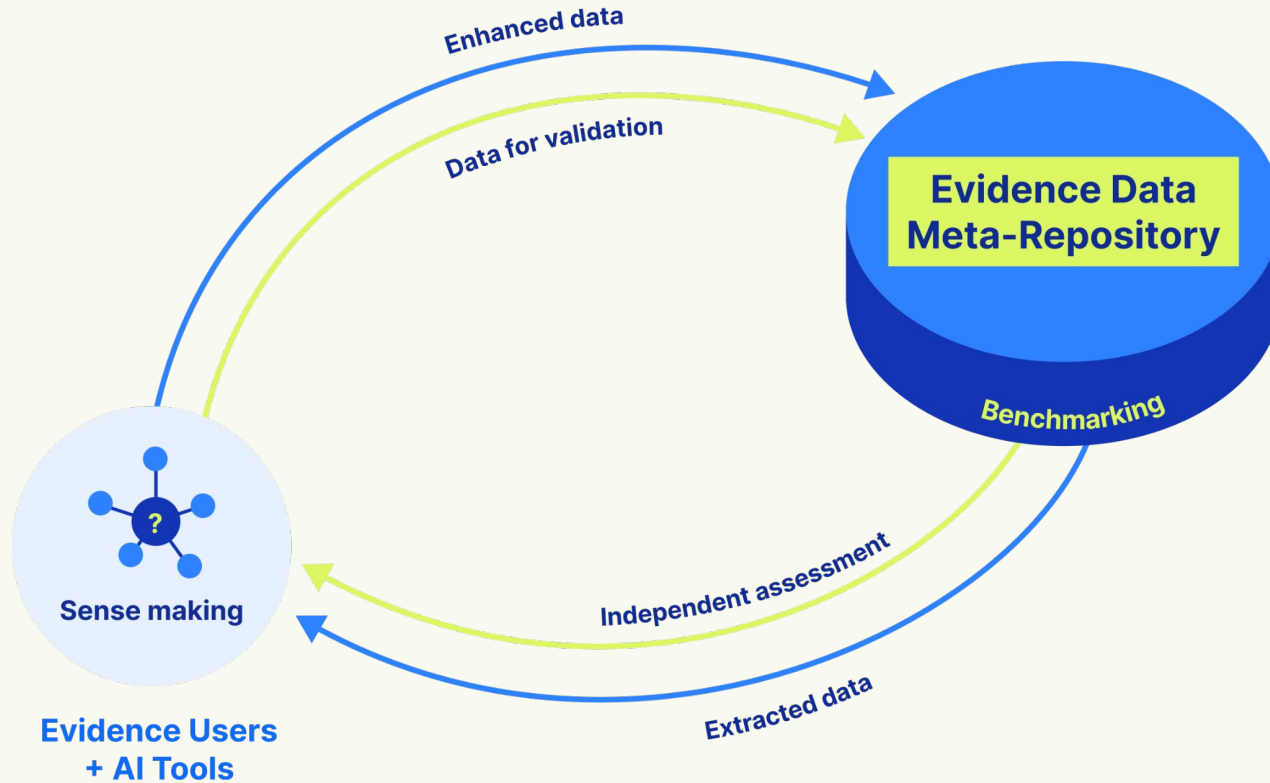 Enhanced data
Data for validation
Evidence Data
Meta-Repository
Benchmarking
?
Sense making
Independent assessment
Extracted data
Evidence Users
+ AI Tools